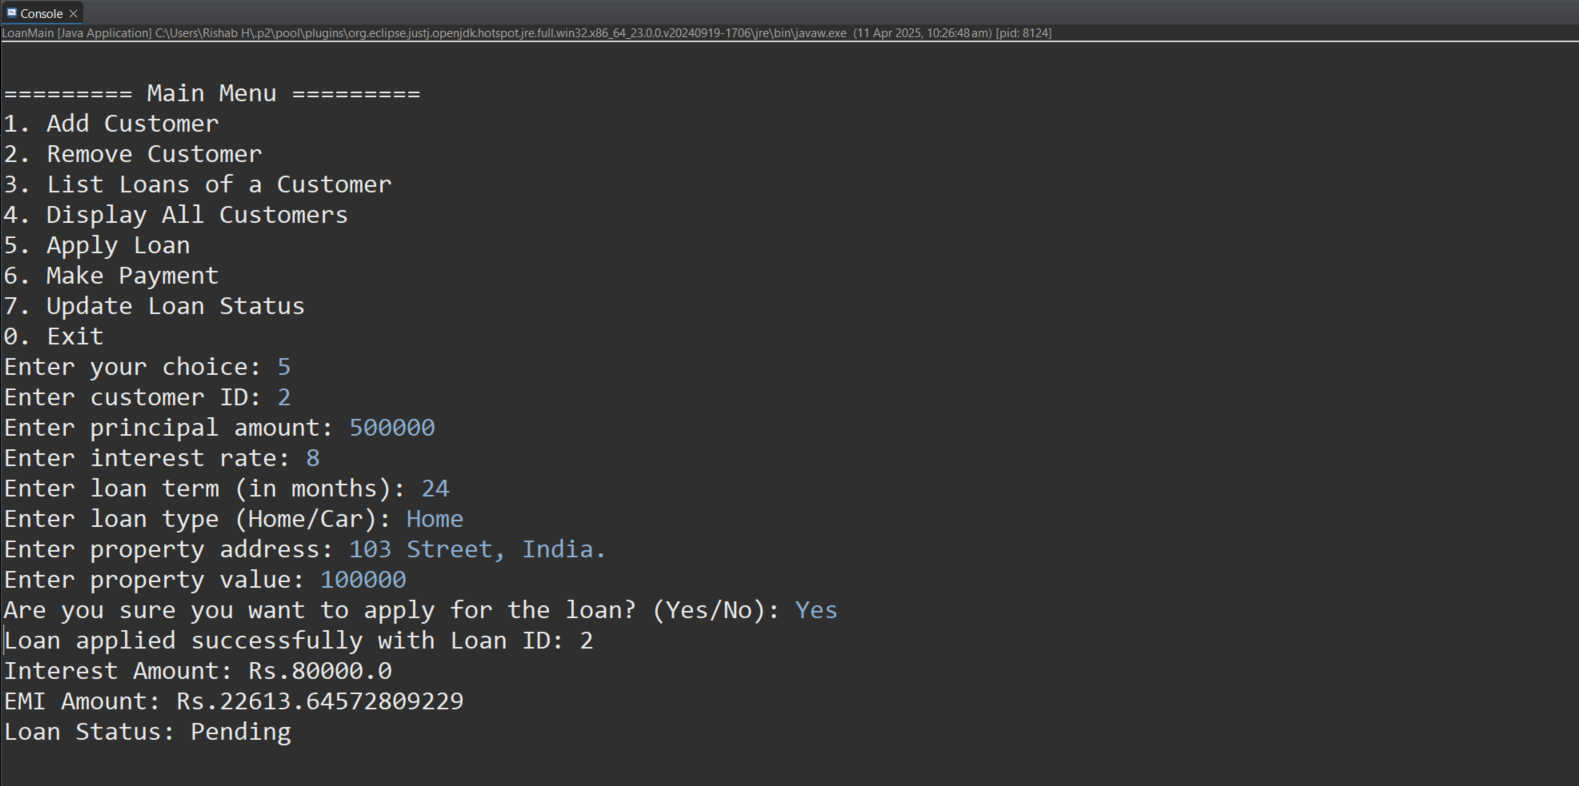 Console
LoanMain [Java Application] C:\Users\Rishab H\.p2\pool\plugins\org.eclipse.justj.openjdk.hotspot.jre.full.win32.x86_64_23.0.0.v20240919-1706\jre\bin\javaw.exe (11 Apr 2025, 10:26:48 am) [pid: 8124]
========= Main Menu =========
1. Add Customer
2. Remove Customer
3. List Loans of a Customer
4. Display All Customers
5. Apply Loan
6. Make Payment
7. Update Loan Status
0. Exit
Enter your choice: 5
Enter customer ID: 2
Enter principal amount: 500000
Enter interest rate: 8
Enter loan term (in months): 24
Enter loan type (Home/Car): Home
Enter property address: 103 Street, India.
Enter property value: 100000
Are you sure you want to apply for the loan? (Yes/No): Yes
Loan applied successfully with Loan ID: 2
Interest Amount: Rs.80000.0
EMI Amount: Rs.22613.64572809229
Loan Status: Pending